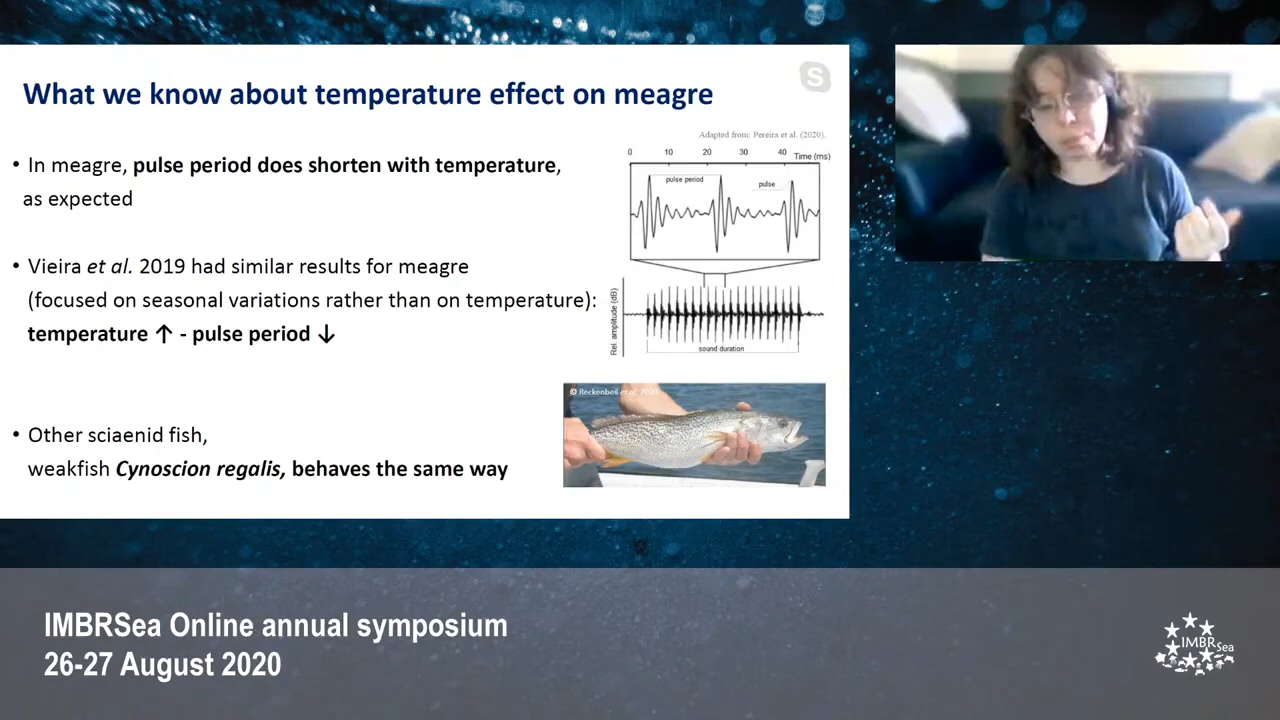 What we know about temperature effect on meagre
S
Adapted from: Pereira et al. (2020).
• In meagre, pulse period does shorten with temperature,
as expected
0 10 20 30 40 Time (ms)
pulse period
pulse
• Vieira et al. 2019 had similar results for meagre
(focused on seasonal variations rather than on temperature):
temperature ↑ - pulse period ↓
Rel. amplitude (dB)
sound duration
© Reckenbeil et al. 2020
• Other sciaenid fish,
weakfish Cynoscion regalis, behaves the same way
IMBRSea Online annual symposium
26-27 August 2020
IMBRSea